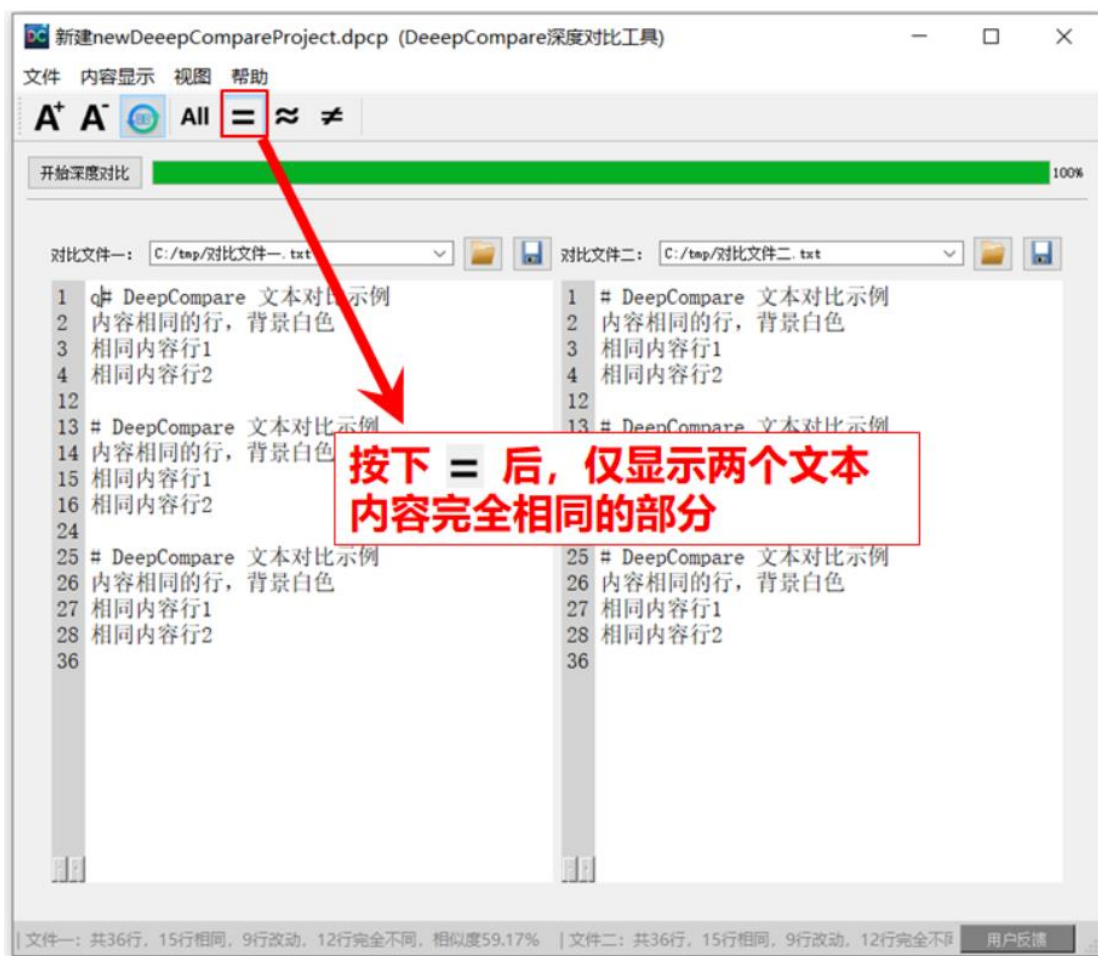 新建newDeeepCompareProject.dpcp (DeeepCompare深度对比工具)
文件 内容显示 视图 帮助
A+ A- All = ≈ ≠
开始深度对比 100%
对比文件一: C:/tmp/对比文件一.txt 对比文件二: C:/tmp/对比文件二.txt
1 q# DeepCompare 文本对比示例
2 内容相同的行，背景白色
3 相同内容行1
4 相同内容行2
12
13 # DeepCompare 文本对比示例
14 内容相同的行，背景白色
15 相同内容行1
16 相同内容行2
24
25 # DeepCompare 文本对比示例
26 内容相同的行，背景白色
27 相同内容行1
28 相同内容行2
36
1 # DeepCompare 文本对比示例
2 内容相同的行，背景白色
3 相同内容行1
4 相同内容行2
12
13 # DeepCompare 文本对比示例
25 # DeepCompare 文本对比示例
26 内容相同的行，背景白色
27 相同内容行1
28 相同内容行2
36
按下 = 后，仅显示两个文本
内容完全相同的部分
文件一: 共36行, 15行相同, 9行改动, 12行完全不同, 相似度59.17% | 文件二: 共36行, 15行相同, 9行改动, 12行完全不同 用户反馈